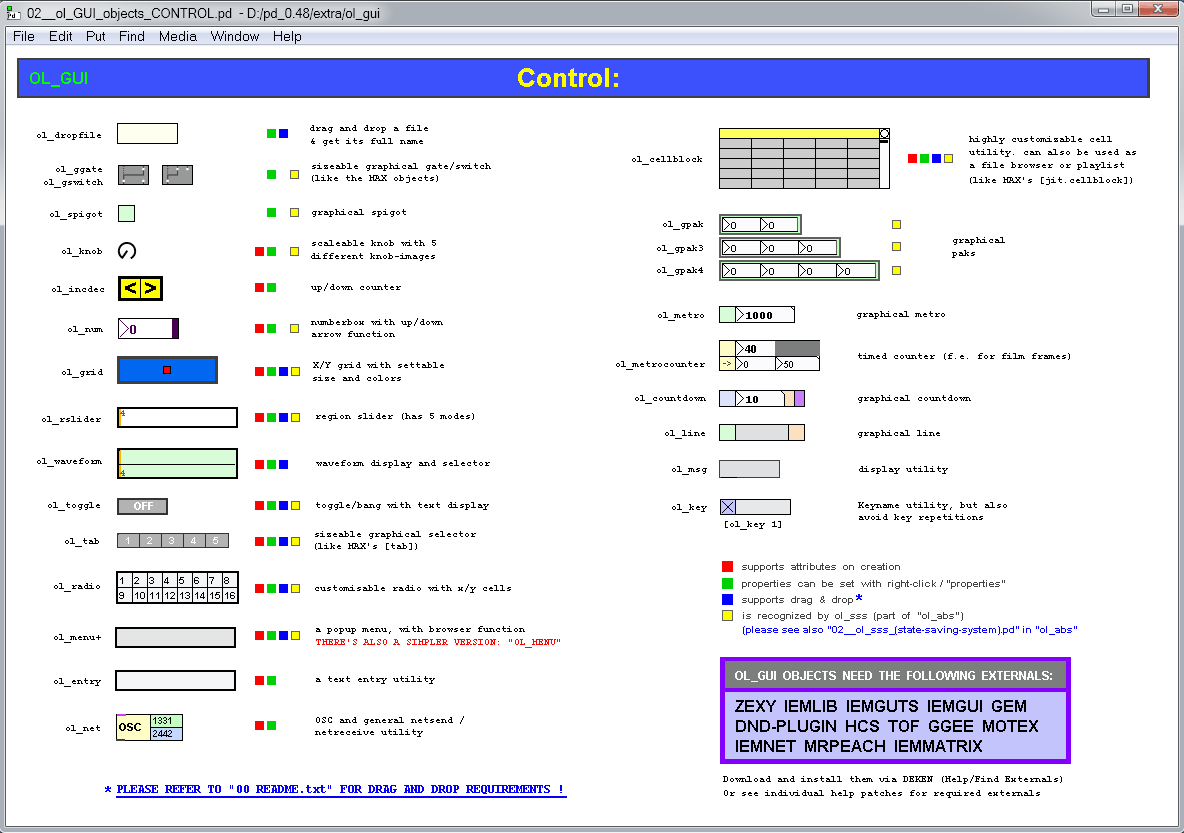 02__ol_GUI_objects_CONTROL.pd - D:/pd_0.48/extra/ol_gui
File Edit Put Find Media Window Help
OL_GUI
Control:
ol_dropfile
drag and drop a file
& get its full name
ol_ggate
ol_gswitch
sizeable graphical gate/switch
(like the MAX objects)
ol_spigot
graphical spigot
ol_knob
scaleable knob with 5
different knob-images
ol_incdec
< >
up/down counter
ol_num
0
numberbox with up/down
arrow function
ol_grid
X/Y grid with settable
size and colors
ol_rslider
4
region slider (has 5 modes)
ol_waveform
4
waveform display and selector
ol_toggle
OFF
toggle/bang with text display
ol_tab
1 2 3 4 5
sizeable graphical selector
(like MAX's [tab])
ol_radio
1 2 3 4 5 6 7 8
9 10 11 12 13 14 15 16
customisable radio with x/y cells
ol_menu+
a popup menu, with browser function
THERE'S ALSO A SIMPLER VERSION: "OL_MENU"
ol_entry
a text entry utility
ol_net
OSC
1331
2442
OSC and general netsend /
netreceive utility
* PLEASE REFER TO "00 README.txt" FOR DRAG AND DROP REQUIREMENTS !
ol_cellblock
highly customizable cell
utility. can also be used as
a file browser or playlist
(like MAX's [jit.cellblock])
ol_gpak
0 0
ol_gpak3
0 0 0
ol_gpak4
0 0 0 0
graphical
paks
ol_metro
1000
graphical metro
ol_metrocounter
40
-> 0 50
timed counter (f.e. for film frames)
ol_countdown
10
graphical countdown
ol_line
graphical line
ol_msg
display utility
ol_key
[ol_key 1]
Keyname utility, but also
avoid key repetitions
supports attributes on creation
properties can be set with right-click / "properties"
supports drag & drop *
is recognized by ol_sss (part of "ol_abs")
(please see also "02__ol_sss_(state-saving-system).pd" in "ol_abs"
OL_GUI OBJECTS NEED THE FOLLOWING EXTERNALS:
ZEXY IEMLIB IEMGUTS IEMGUI GEM
DND-PLUGIN HCS TOF GGEE MOTEX
IEMNET MRPEACH IEMMATRIX
Download and install them via DEKEN (Help/Find Externals)
Or see individual help patches for required externals